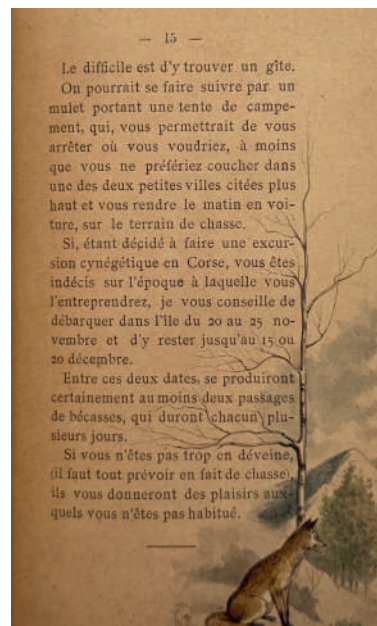 — 15 —
Le difficile est d'y trouver un gîte.
On pourrait se faire suivre par un
mulet portant une tente de campe-
ment, qui, vous permettrait de vous
arrêter où vous voudriez, à moins
que vous ne préfériez coucher dans
une des deux petites villes citées plus
haut et vous rendre le matin en voi-
ture, sur le terrain de chasse.
Si, étant décidé à faire une excur-
sion cynégétique en Corse, vous êtes
indécis sur l'époque à laquelle vous
l'entreprendrez, je vous conseille de
débarquer dans l'île du 20 au 25 no-
vembre et d'y rester jusqu'au 15 ou
20 décembre.
Entre ces deux dates, se produiront
certainement au moins deux passages
de bécasses, qui duront chacun plu-
sieurs jours.
Si vous n'êtes pas trop en déveine,
(il faut tout prévoir en fait de chasse),
ils vous donneront des plaisirs aux-
quels vous n'êtes pas habitué.